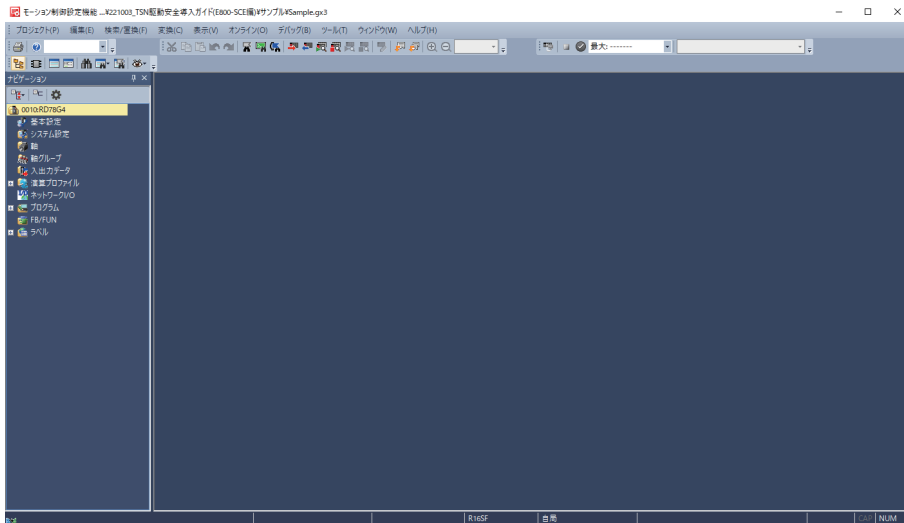 モーション制御設定機能 ...¥221003_TSN駆動安全導入ガイド(E800-SCE編)¥サンプル¥Sample.gx3
プロジェクト(P) 編集(E) 検索/置換(F) 変換(C) 表示(V) オンライン(O) デバッグ(B) ツール(T) ウィンドウ(W) ヘルプ(H)
最大: -------
ナビゲーション
0010:RD78G4
基本設定
システム設定
軸
軸グループ
入出力データ
演算プロファイル
ネットワークI/O
プログラム
FB/FUN
ラベル
R16SF 自局 CAP NUM